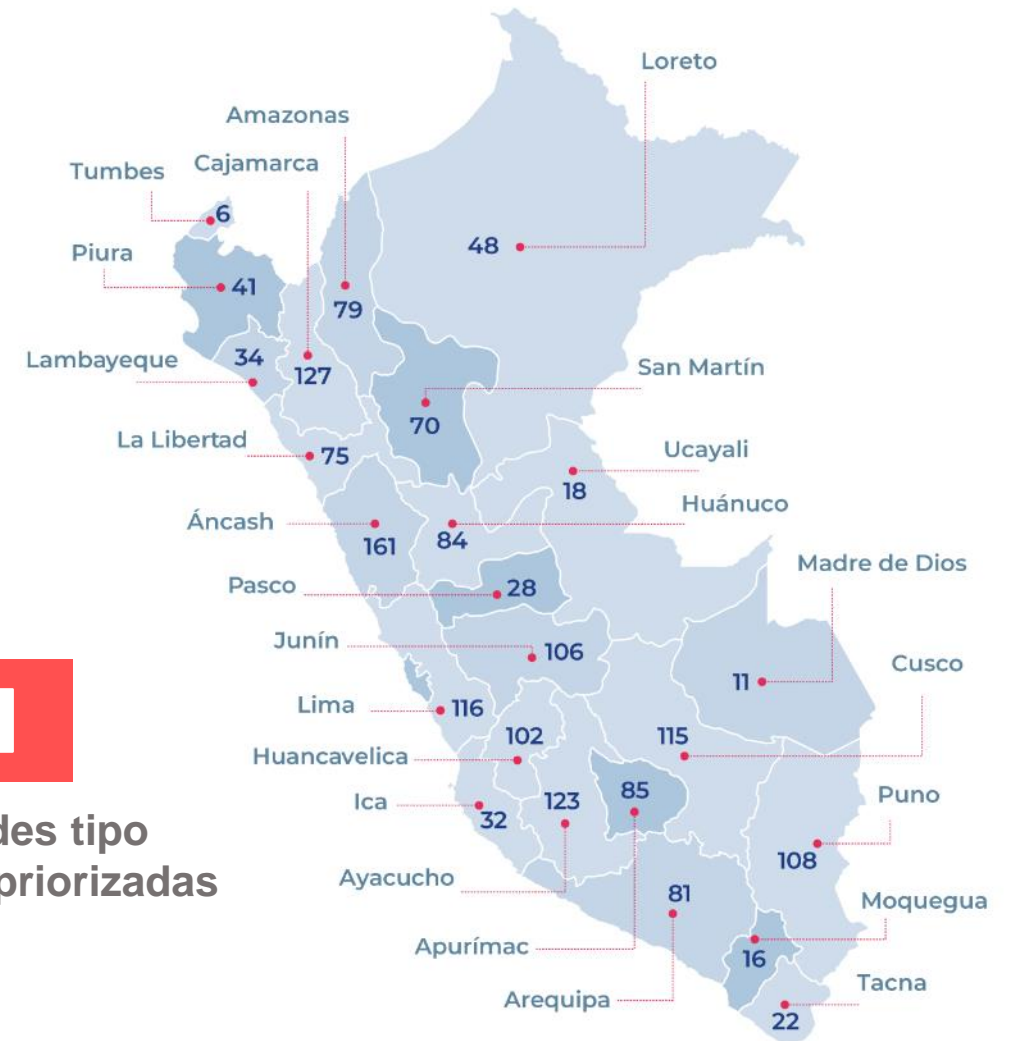 Loreto
Amazonas
Cajamarca
Tumbes
6
48
Piura
41
79
34
Lambayeque
127
San Martín
70
La Libertad
75
Ucayali
18
Huánuco
Áncash
161
84
Madre de Dios
Pasco
28
Junín
106
Cusco
11
Lima
116
102
115
Huancavelica
Puno
85
Ica
123
32
108
des tipo
priorizadas
Ayacucho
81
Moquegua
Apurímac
16
Tacna
Arequipa
22